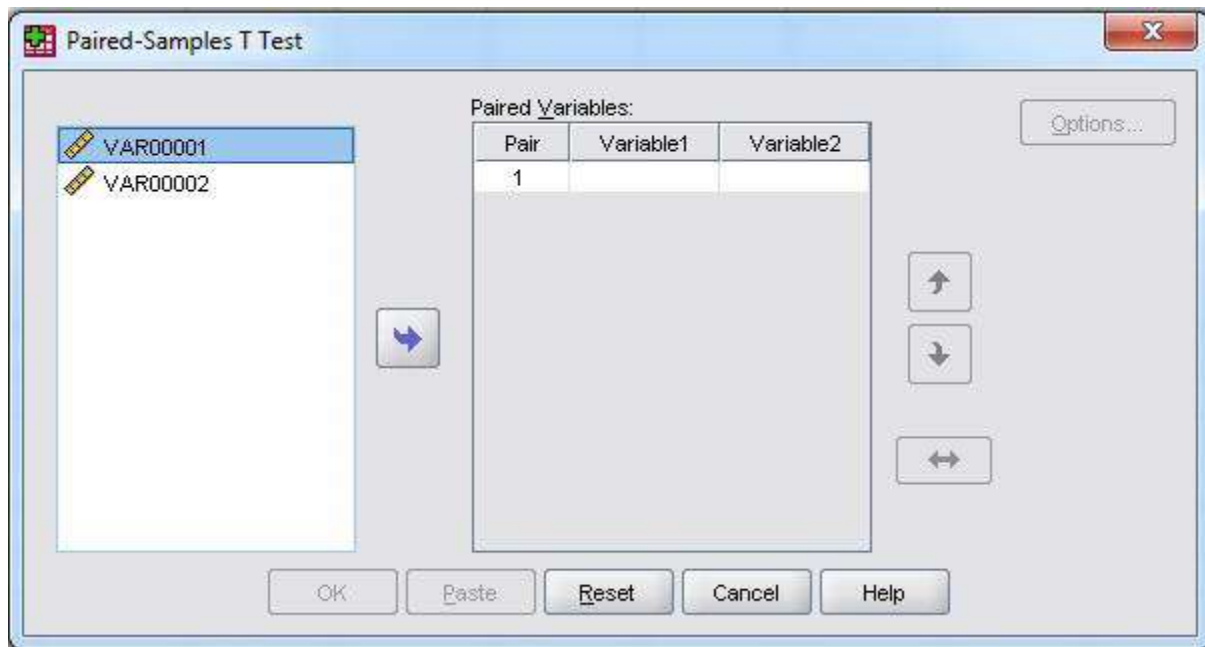 Paired-Samples T Test
Paired Variables:
Options...
VAR00001
VAR00002
Pair Variable1 Variable2
1
OK Paste Reset Cancel Help